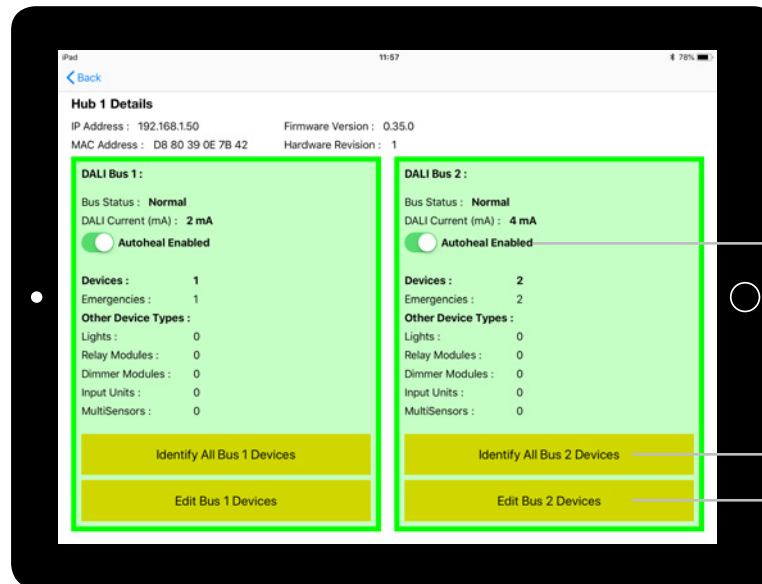 iPad 11:57 78%
Back
Hub 1 Details
IP Address : 192.168.1.50 Firmware Version : 0.35.0
MAC Address : D8 80 39 0E 7B 42 Hardware Revision : 1
DALI Bus 1 :
Bus Status : Normal
DALI Current (mA) : 2 mA
Autoheal Enabled
Devices : 1
Emergencies : 1
Other Device Types :
Lights : 0
Relay Modules : 0
Dimmer Modules : 0
Input Units : 0
MultiSensors : 0
Identify All Bus 1 Devices
Edit Bus 1 Devices
DALI Bus 2 :
Bus Status : Normal
DALI Current (mA) : 4 mA
Autoheal Enabled
Devices : 2
Emergencies : 2
Other Device Types :
Lights : 0
Relay Modules : 0
Dimmer Modules : 0
Input Units : 0
MultiSensors : 0
Identify All Bus 2 Devices
Edit Bus 2 Devices